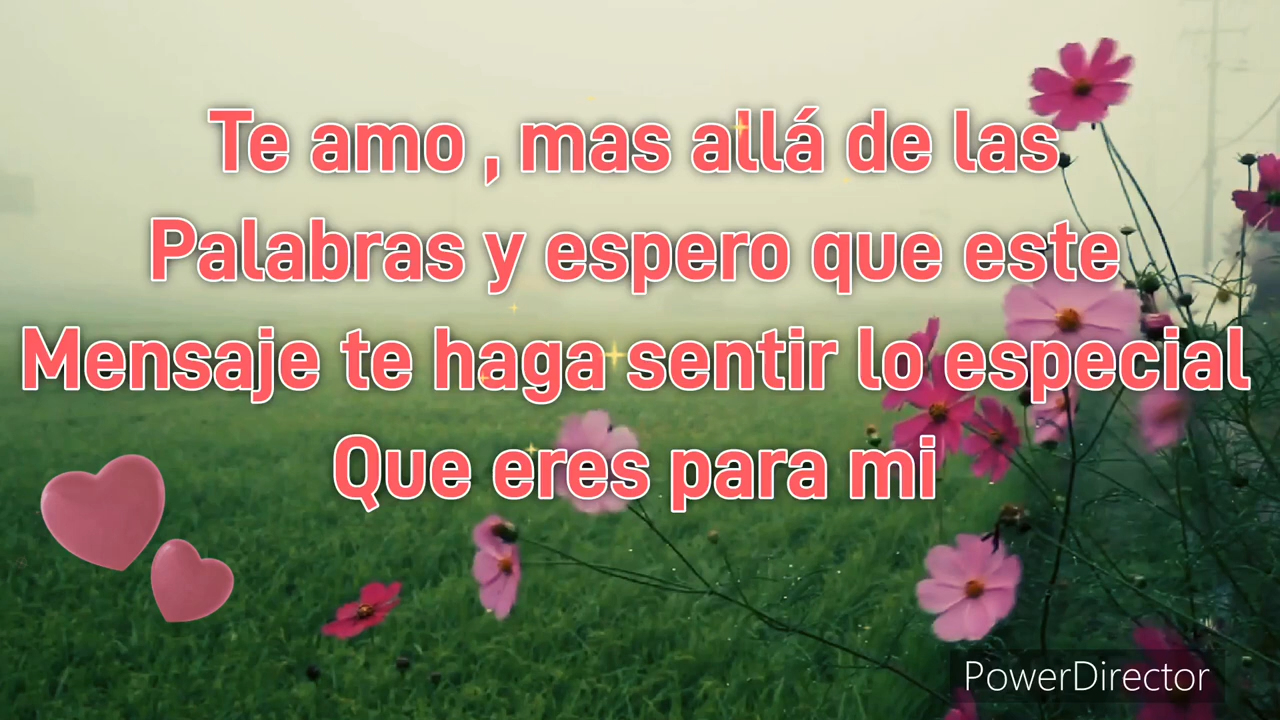 Te amo , mas allá de las
Palabras y espero que este
Mensaje te haga sentir lo especial
Que eres para mi
PowerDirector